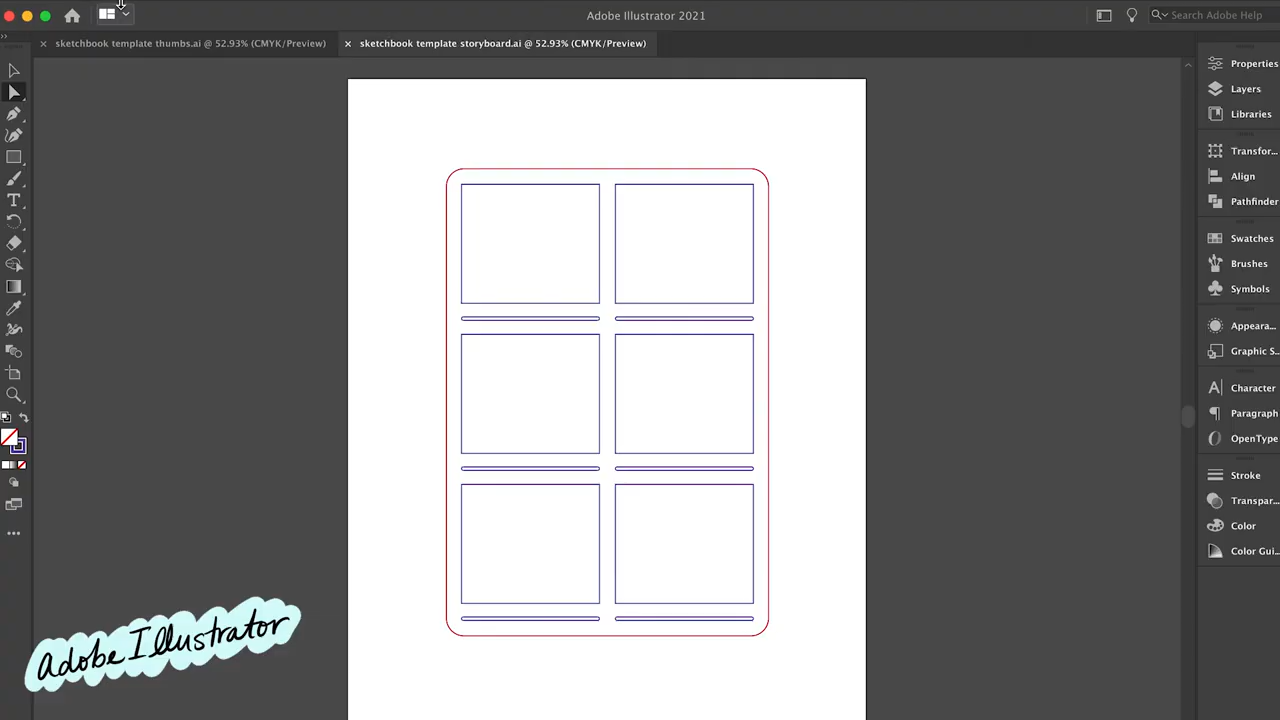 Adobe Illustrator 2021
Search Adobe Help
sketchbook template thumbs.ai @ 52.93% (CMYK/Preview)
sketchbook template storyboard.ai @ 52.93% (CMYK/Preview)
Properties
Layers
Libraries
Transfor...
Align
Pathfinder
Swatches
Brushes
Symbols
Appeara...
Graphic S...
Character
Paragraph
OpenType
Stroke
Transpar...
Color
Color Gui...
Adobe Illustrator